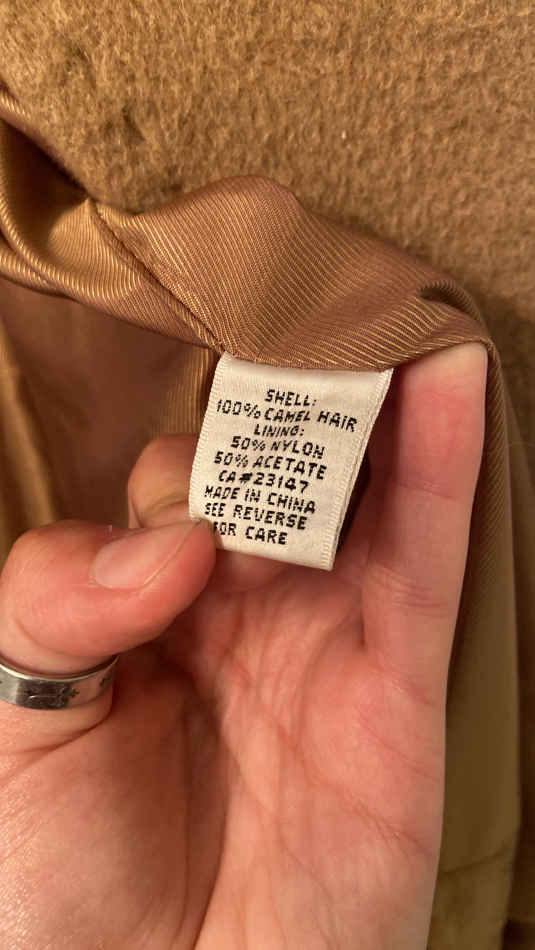 SHELL:
100% CAMEL HAIR
LINING:
50% NYLON
50% ACETATE
CA#23147
MADE IN CHINA
SEE REVERSE
FOR CARE